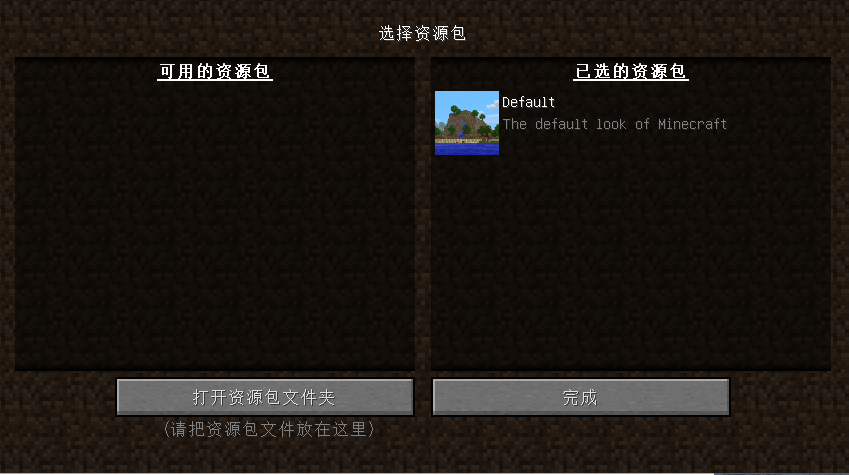 选择资源包
可用的资源包
已选的资源包
Default
The default look of Minecraft
打开资源包文件夹
完成
(请把资源包文件放在这里)